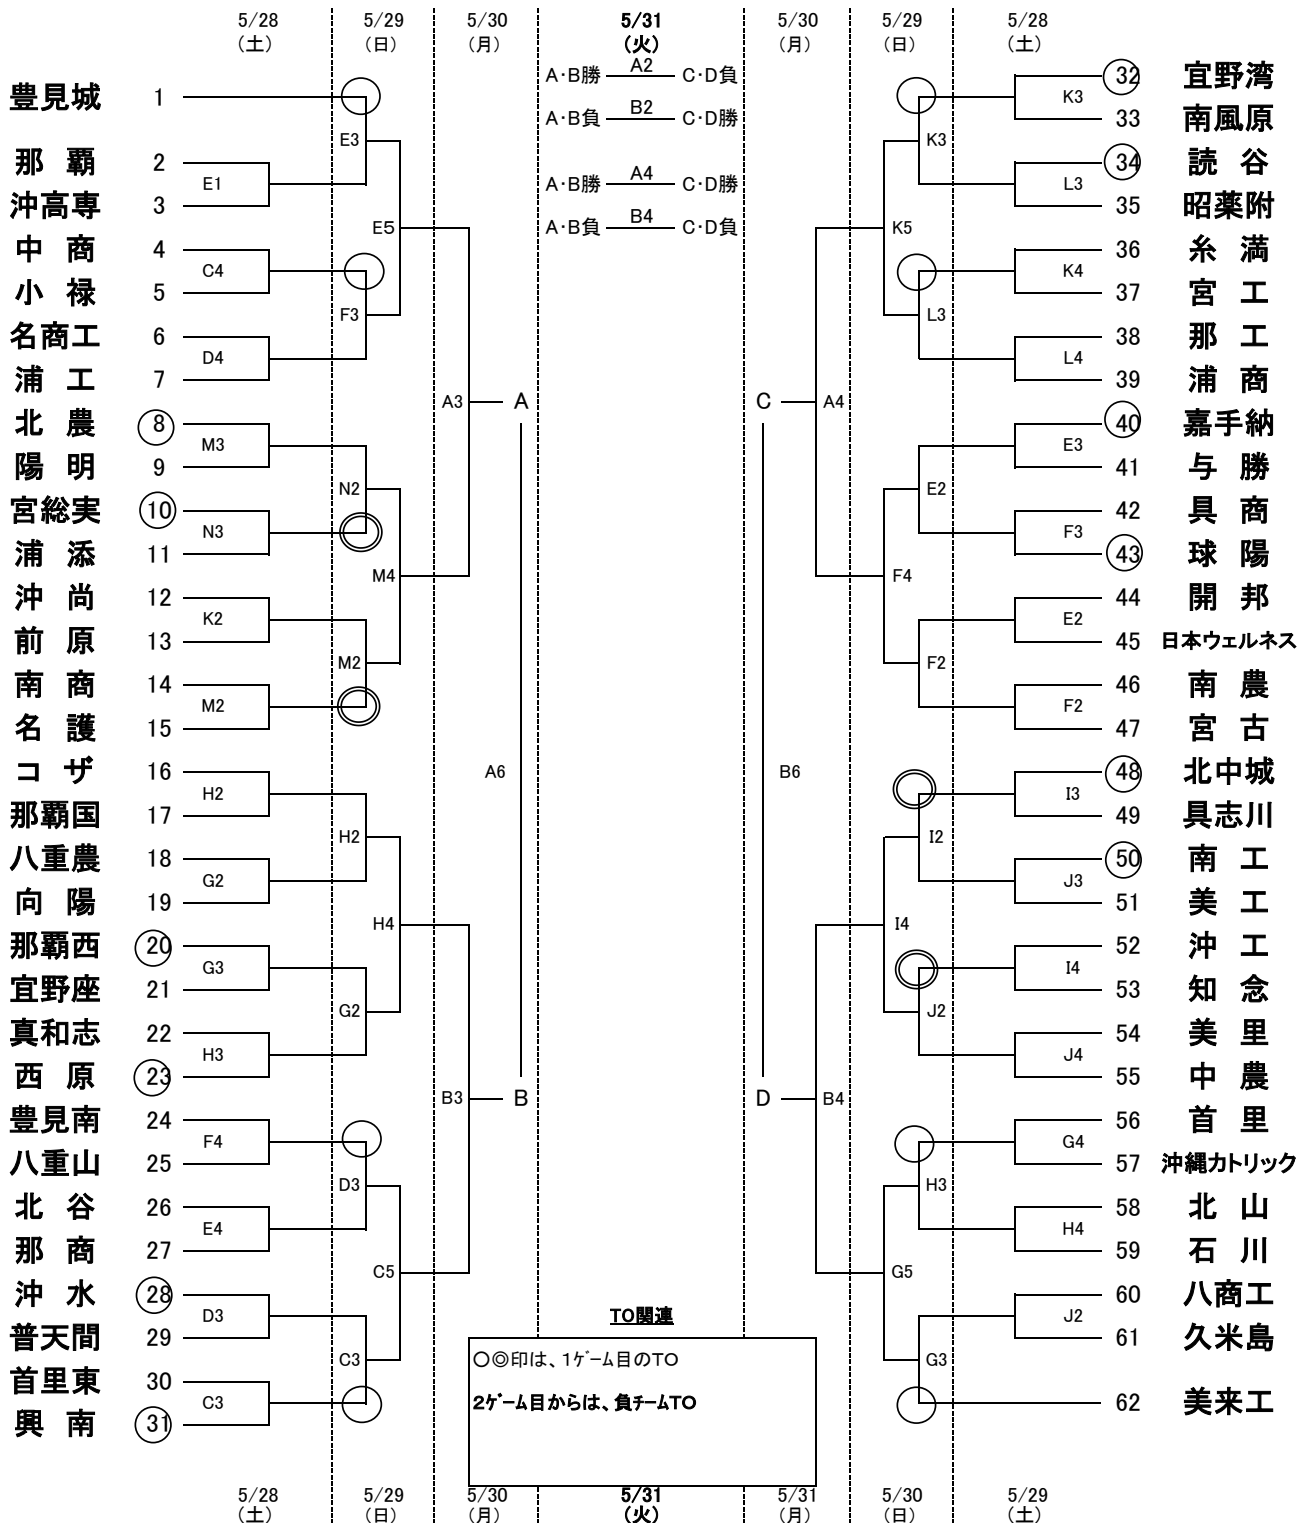 5/28 5/29 5/30 5/31 5/30 5/29 5/28
(土) (日) (月) (火) (月) (日) (土)
A･B勝 A2 C･D負
A･B負 B2 C･D勝
A･B勝 A4 C･D勝
A･B負 B4 C･D負
豊見城 1
E3
那覇 2
E1
沖高専 3
E5
中商 4
C4
小禄 5
F3
名商工 6
D4
浦工 7
A3 A
北農 8
M3
陽明 9
N2
宮総実 10
N3
浦添 11
M4
沖尚 12
K2
前原 13
M2
南商 14
M2
名護 15
A6
コザ 16
H2
那覇国 17
H2
八重農 18
G2
向陽 19
H4
那覇西 20
G3
宜野座 21
G2
真和志 22
H3
西原 23
B3 B
豊見南 24
F4
八重山 25
D3
北谷 26
E4
那商 27
C5
沖水 28
D3
普天間 29
C3
首里東 30
C3
興南 31
32 宜野湾
K3
33 南風原
K3
34 読谷
L3
35 昭薬附
K5
36 糸満
K4
37 宮工
L3
38 那工
L4
39 浦商
C A4
40 嘉手納
E3
41 与勝
E2
42 具商
F3
43 球陽
F4
44 開邦
E2
45 日本ウェルネス
F2
46 南農
F2
47 宮古
B6
48 北中城
I3
49 具志川
I2
50 南工
J3
51 美工
I4
52 沖工
I4
53 知念
J2
54 美里
J4
55 中農
D B4
56 首里
G4
57 沖縄カトリック
H3
58 北山
H4
59 石川
G5
60 八商工
J2
61 久米島
G3
62 美来工
TO関連
○◎印は、1ｹﾞｰﾑ目のTO
2ｹﾞｰﾑ目からは、負ﾁｰﾑTO
5/28 5/29 5/30 5/31 5/31 5/30 5/29
(土) (日) (月) (火) (月) (日) (土)